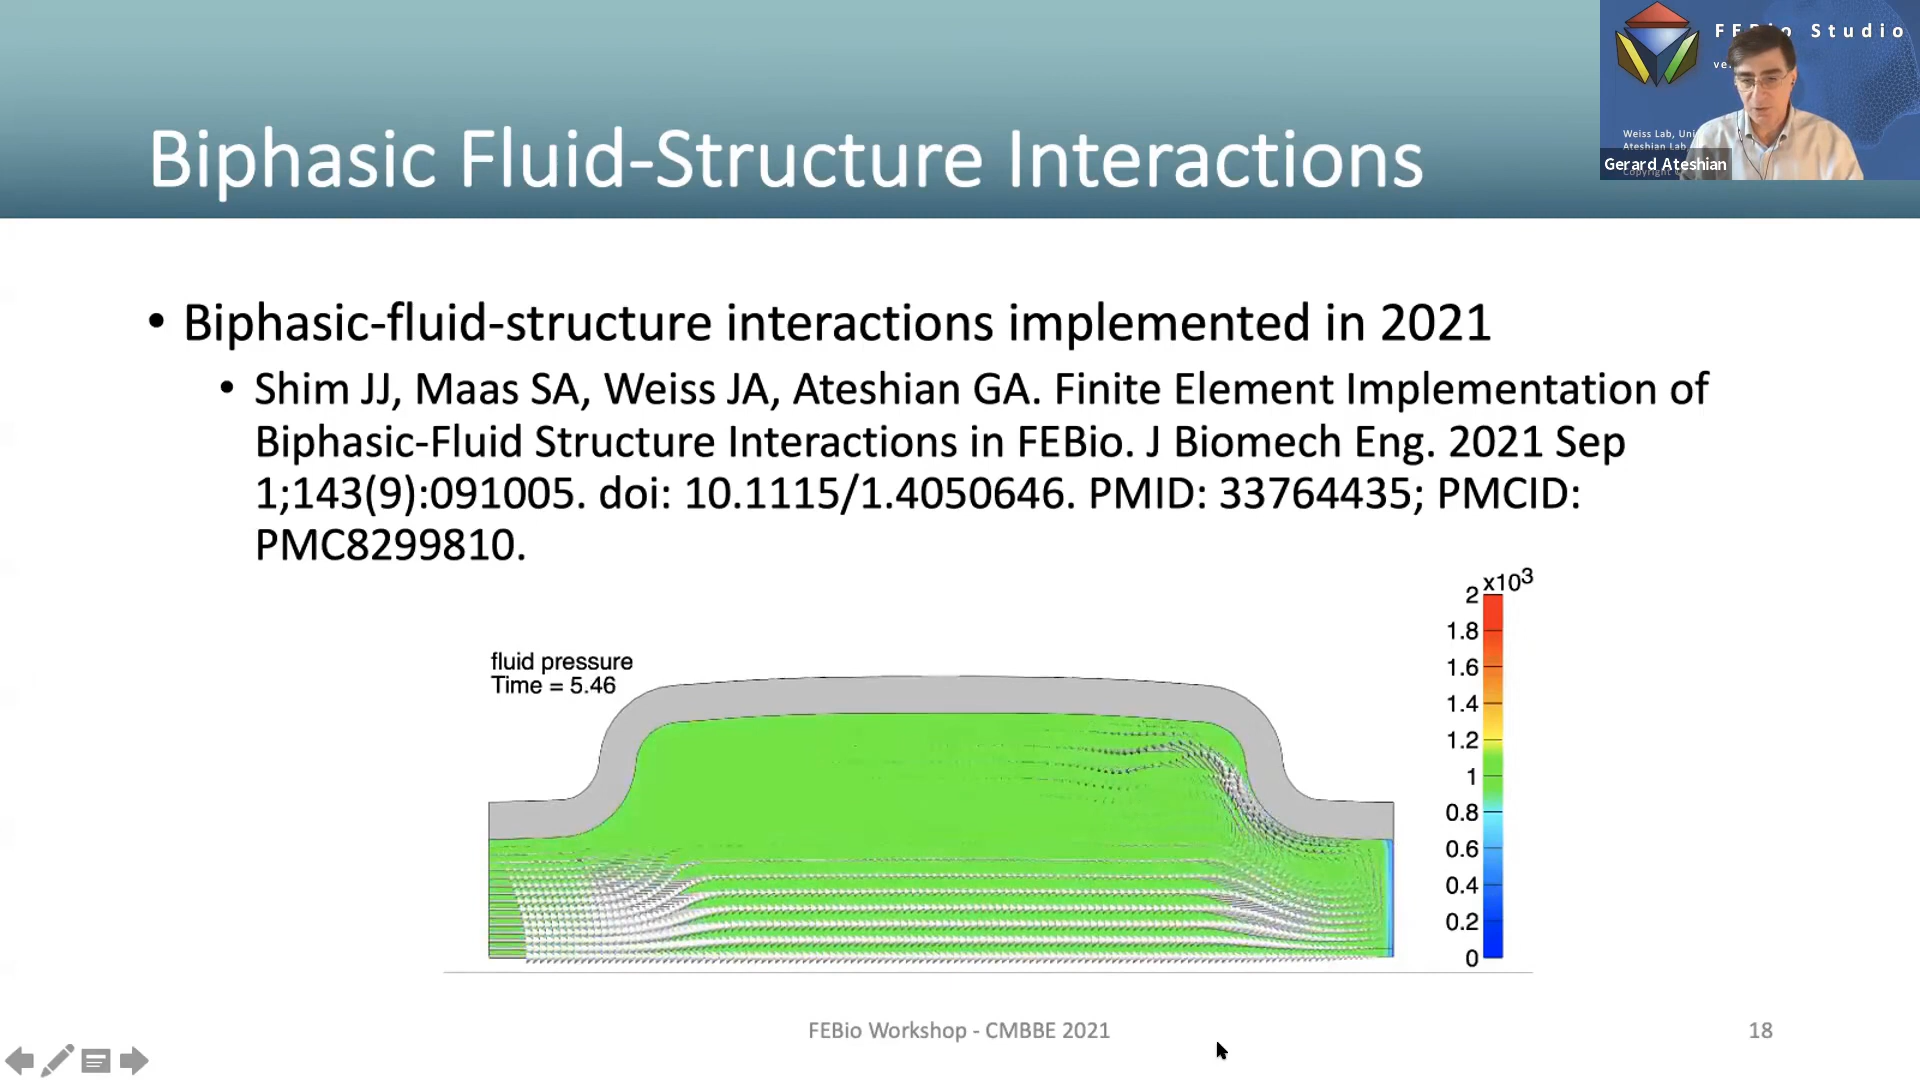 FEBio Studio
Weiss Lab,
Ateshian Lab
Gerard Ateshian
Copyright
Biphasic Fluid-Structure Interactions
• Biphasic-fluid-structure interactions implemented in 2021
• Shim JJ, Maas SA, Weiss JA, Ateshian GA. Finite Element Implementation of
Biphasic-Fluid Structure Interactions in FEBio. J Biomech Eng. 2021 Sep
1;143(9):091005. doi: 10.1115/1.4050646. PMID: 33764435; PMCID:
PMC8299810.
fluid pressure
Time = 5.46
x10³
2
1.8
1.6
1.4
1.2
1
0.8
0.6
0.4
0.2
0
FEBio Workshop - CMBBE 2021
18